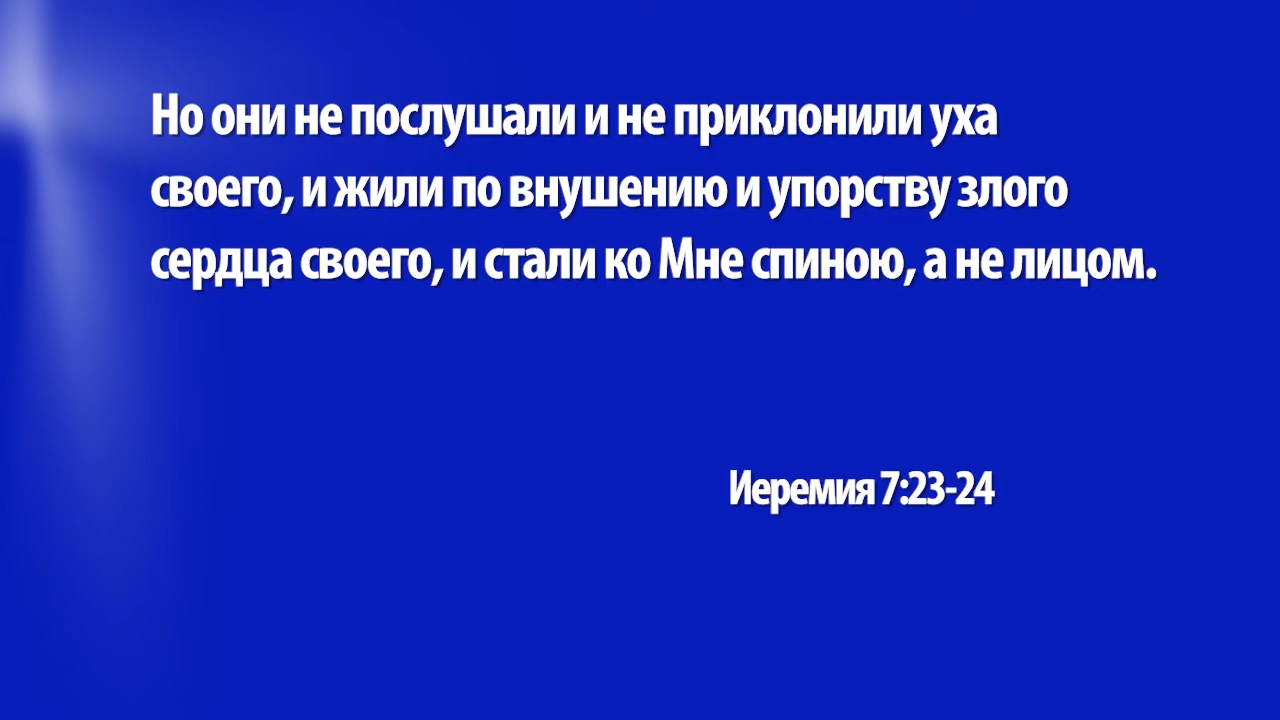 Но они не послушали и не приклонили уха
своего, и жили по внушению и упорству злого
сердца своего, и стали ко Мне спиною, а не лицом.
Иеремия 7:23-24